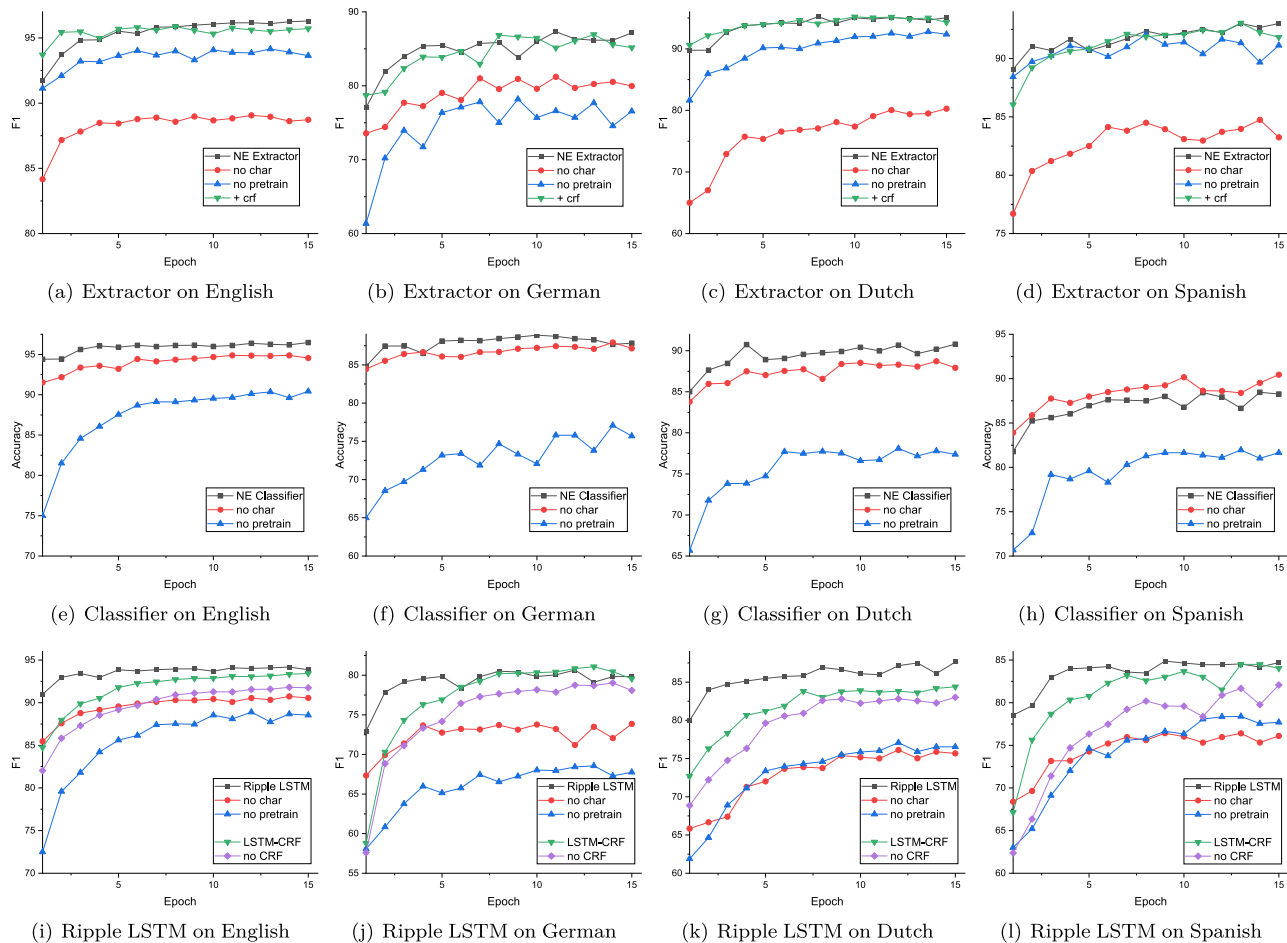 F1
95
90
85
80
5
10
15
Epoch
NE Extractor
no char
no pretrain
+ crf
(a) Extractor on English
F1
90
80
70
60
5
10
15
Epoch
NE Extractor
no char
no pretrain
+ crf
(b) Extractor on German
F1
90
80
70
60
5
10
15
Epoch
NE Extractor
no char
no pretrain
+ crf
(c) Extractor on Dutch
F1
90
85
80
75
5
10
15
Epoch
NE Extractor
no char
no pretrain
+ crf
(d) Extractor on Spanish
Accuracy
95
90
85
80
75
70
5
10
15
Epoch
NE Classifier
no char
no pretrain
(e) Classifier on English
Accuracy
85
80
75
70
65
60
5
10
15
Epoch
NE Classifier
no char
no pretrain
(f) Classifier on German
Accuracy
90
85
80
75
70
65
5
10
15
Epoch
NE Classifier
no char
no pretrain
(g) Classifier on Dutch
Accuracy
95
90
85
80
75
70
5
10
15
Epoch
NE Classifier
no char
no pretrain
(h) Classifier on Spanish
F1
95
90
85
80
75
70
5
10
15
Epoch
Ripple LSTM
no char
no pretrain
LSTM-CRF
no CRF
(i) Ripple LSTM on English
F1
80
75
70
65
60
55
5
10
15
Epoch
Ripple LSTM
no char
no pretrain
LSTM-CRF
no CRF
(j) Ripple LSTM on German
F1
85
80
75
70
65
60
5
10
15
Epoch
Ripple LSTM
no char
no pretrain
LSTM-CRF
no CRF
(k) Ripple LSTM on Dutch
F1
85
80
75
70
65
60
5
10
15
Epoch
Ripple LSTM
no char
no pretrain
LSTM-CRF
no CRF
(l) Ripple LSTM on Spanish